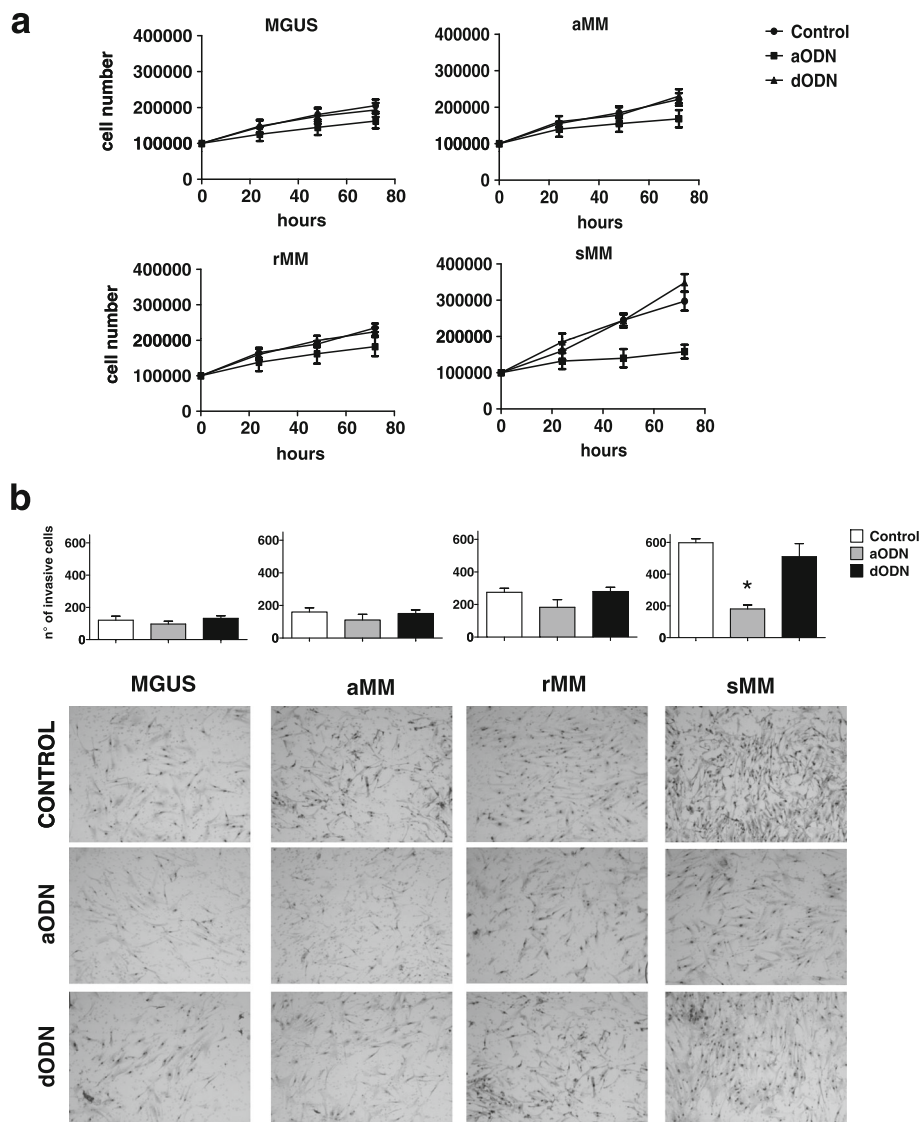 a
MGUS
400000
300000
200000
100000
0
cell number
0 20 40 60 80
hours
aMM
400000
300000
200000
100000
0
0 20 40 60 80
hours
Control
aODN
dODN
rMM
400000
300000
200000
100000
0
cell number
0 20 40 60 80
hours
sMM
400000
300000
200000
100000
0
0 20 40 60 80
hours
b
n° of invasive cells
600
400
200
0
600
400
200
0
600
400
200
0
600
400
200
0
*
Control
aODN
dODN
MGUS aMM rMM sMM
CONTROL
aODN
dODN